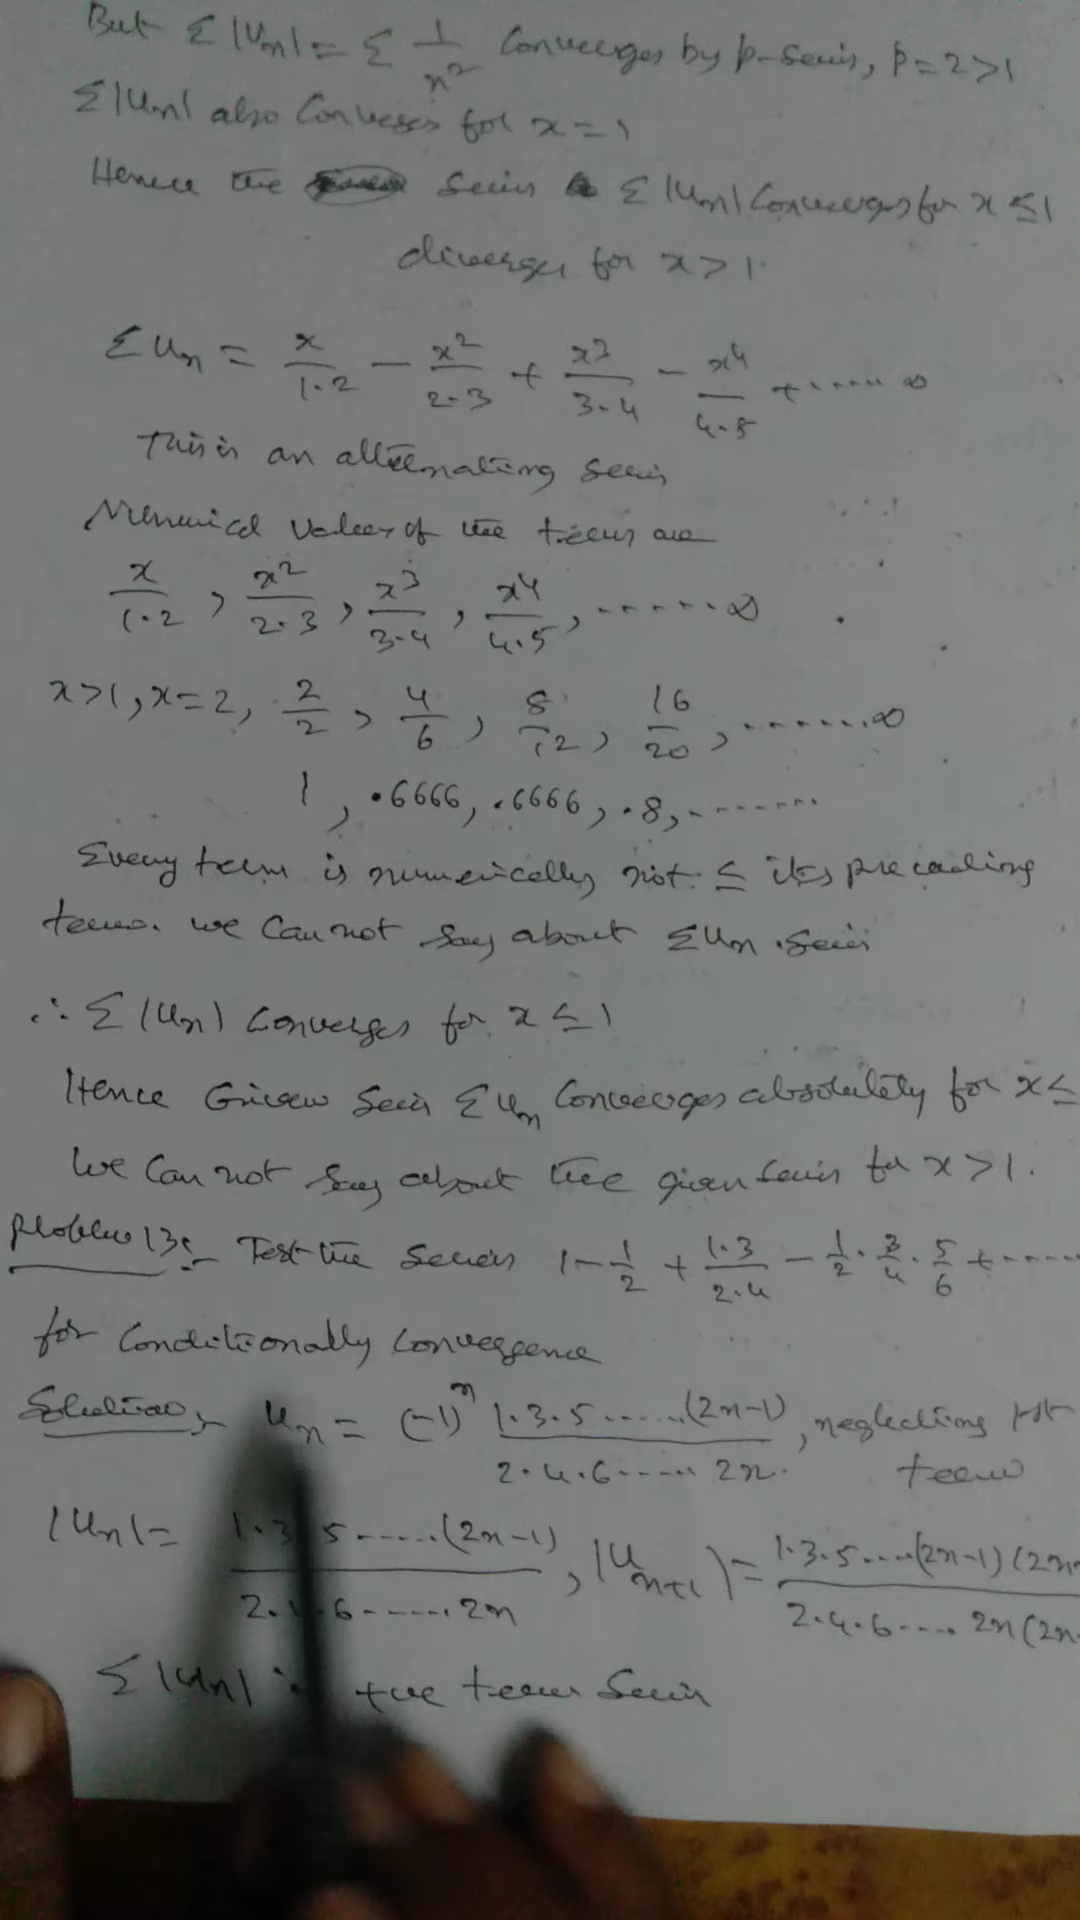 But Σ|Vn| = Σ 1/n² Converges by p-series, p=2>1
Σ|Un| also Converges for x=1
Hence the Series Σ|Un| Converges for x ≤ 1
diverges for x>1.
ΣUn = x/1.2 - x²/2.3 + x³/3.4 - x⁴/4.5 + ...... ∞
This is an alternating Series
Numerical Values of the terms are
x/1.2, x²/2.3, x³/3.4, x⁴/4.5, ....... ∞
x>1, x=2, 2/2, 4/6, 8/12, 16/20, ....... ∞
1, .6666, .6666, .8, .......
Every term is numerically not ≤ its preceeding
terms. we Can not Say about ΣUn Series
∴ Σ|Un| Converges for x ≤ 1
Hence Given Series ΣUn Converges absolutely for x ≤
We Can not Say about the given Series for x>1.
Problem 13:- Test the Series 1 - 1/2 + 1.3/2.4 - 1/2 . 3/4 . 5/6 + .....
for Conditionally Convergence
Solution:- Un = (-1)ⁿ 1.3.5......(2n-1)/2.4.6......2n., neglecting 1st
term
|Un| = 1.3.5......(2n-1)/2.4.6......2n, |Un+1| = 1.3.5....(2n-1)(2n/2.4.6.... 2n(2n
Σ|Un| is +ve term Series